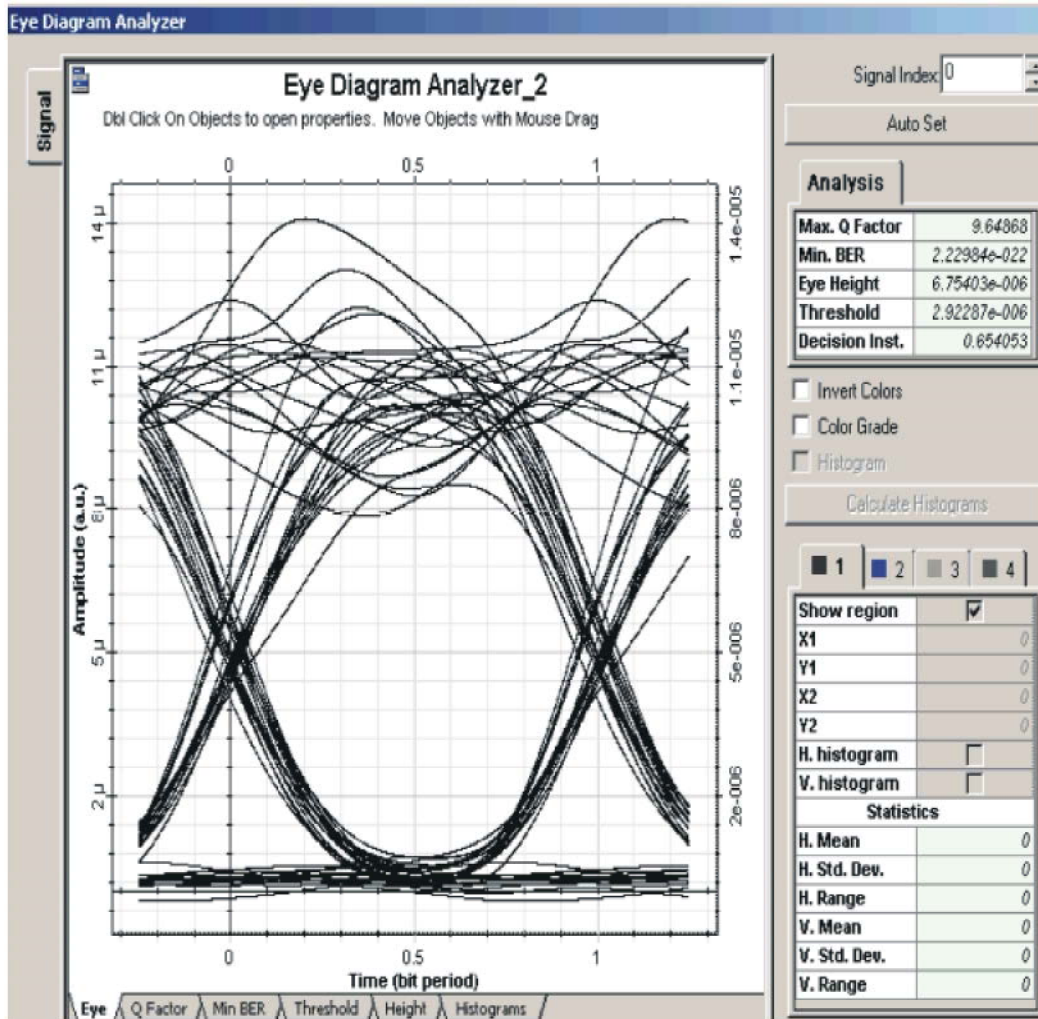 Eye Diagram Analyzer
Signal
Eye Diagram Analyzer_2
Dbl Click On Objects to open properties. Move Objects with Mouse Drag
0 0.5 1
14 µ
11 µ
8 µ
5 µ
2 µ
Amplitude (a.u.)
1.4e-005
1.1e-005
8e-006
5e-006
2e-006
0 0.5 1
Time (bit period)
Eye Q Factor Min BER Threshold Height Histograms
Signal Index: 0
Auto Set
Analysis
Max. Q Factor 9.64868
Min. BER 2.22984e-022
Eye Height 6.75403e-006
Threshold 2.92287e-006
Decision Inst. 0.654053
Invert Colors
Color Grade
Histogram
Calculate Histograms
1 2 3 4
Show region
X1 0
Y1 0
X2 0
Y2 0
H. histogram
V. histogram
Statistics
H. Mean 0
H. Std. Dev. 0
H. Range 0
V. Mean 0
V. Std. Dev. 0
V. Range 0